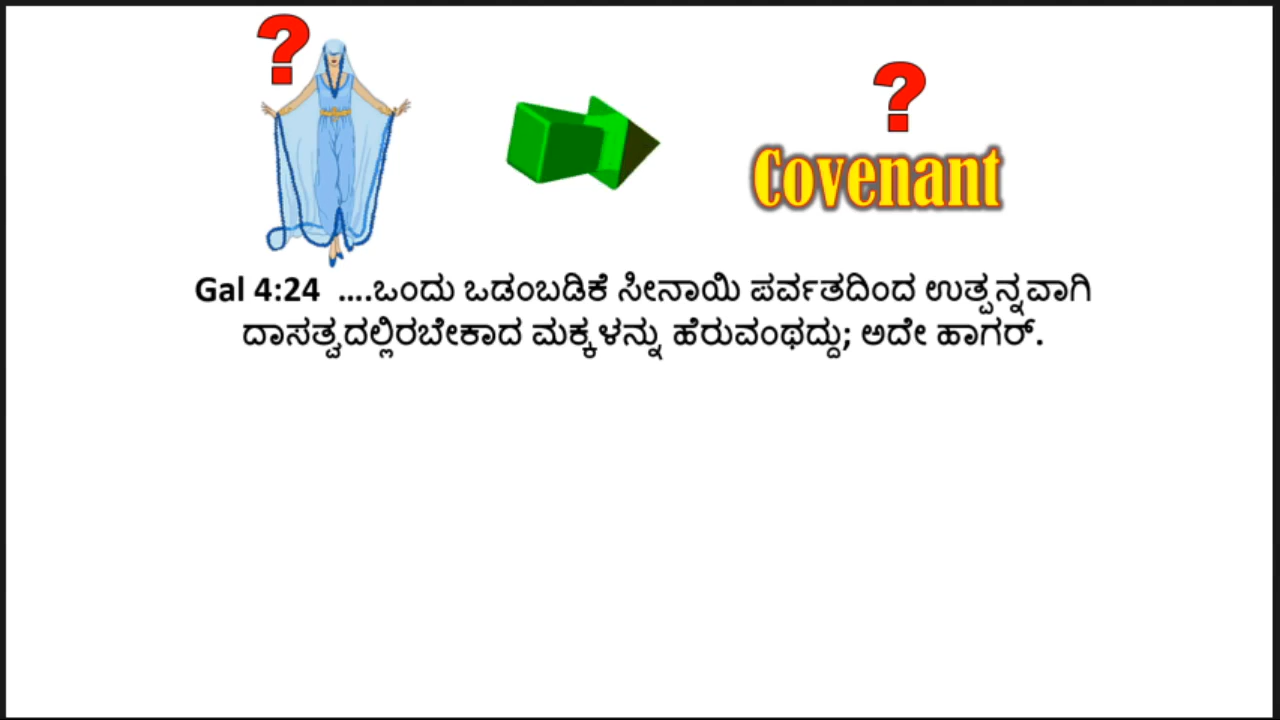 ?
?
Covenant
Gal 4:24 ....ಒಂದು ಒಡಂಬಡಿಕೆ ಸೀನಾಯಿ ಪರ್ವತದಿಂದ ಉತ್ಪನ್ನವಾಗಿ
ದಾಸತ್ವದಲ್ಲಿರಬೇಕಾದ ಮಕ್ಕಳನ್ನು ಹೆರುವಂಥದ್ದು; ಅದೇ ಹಾಗರ್.